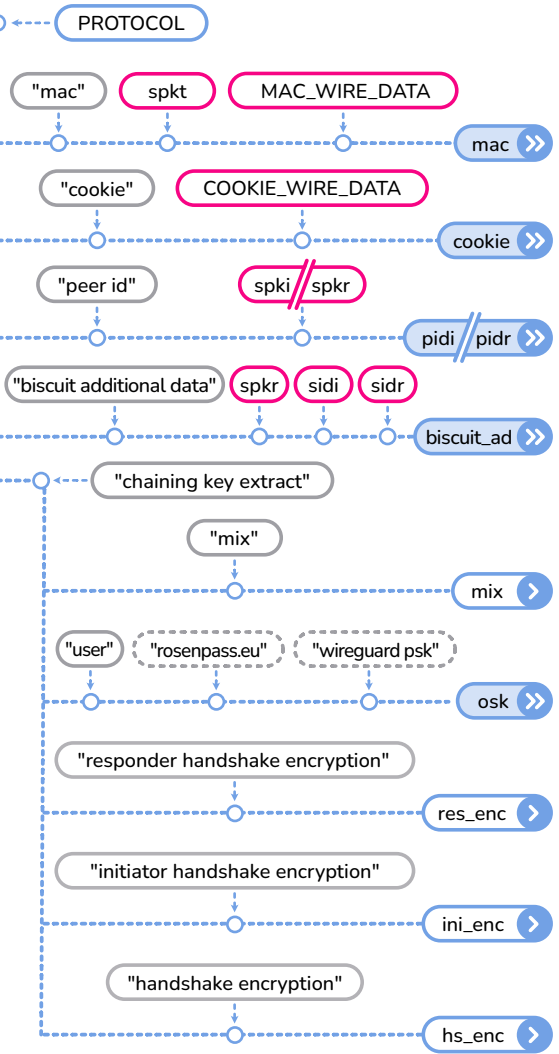 PROTOCOL
"mac" spkt MAC_WIRE_DATA
mac
"cookie" COOKIE_WIRE_DATA
cookie
"peer id" spki spkr
pidi pidr
"biscuit additional data" spkr sidi sidr
biscuit_ad
"chaining key extract"
"mix"
mix
"user" "rosenpass.eu" "wireguard psk"
osk
"responder handshake encryption"
res_enc
"initiator handshake encryption"
ini_enc
"handshake encryption"
hs_enc